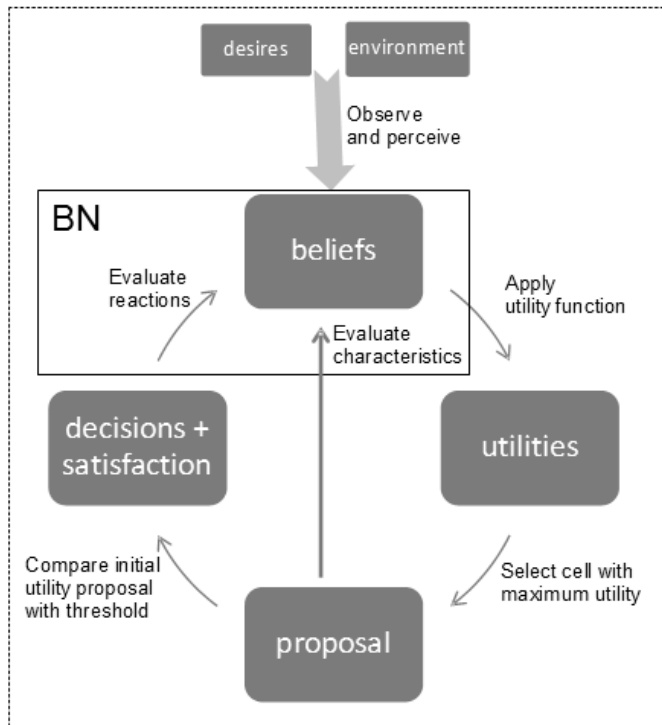 desires
environment
Observe
and perceive
BN
beliefs
Evaluate
reactions
Apply
utility function
Evaluate
characteristics
decisions +
satisfaction
utilities
Compare initial
utility proposal
with threshold
Select cell with
maximum utility
proposal